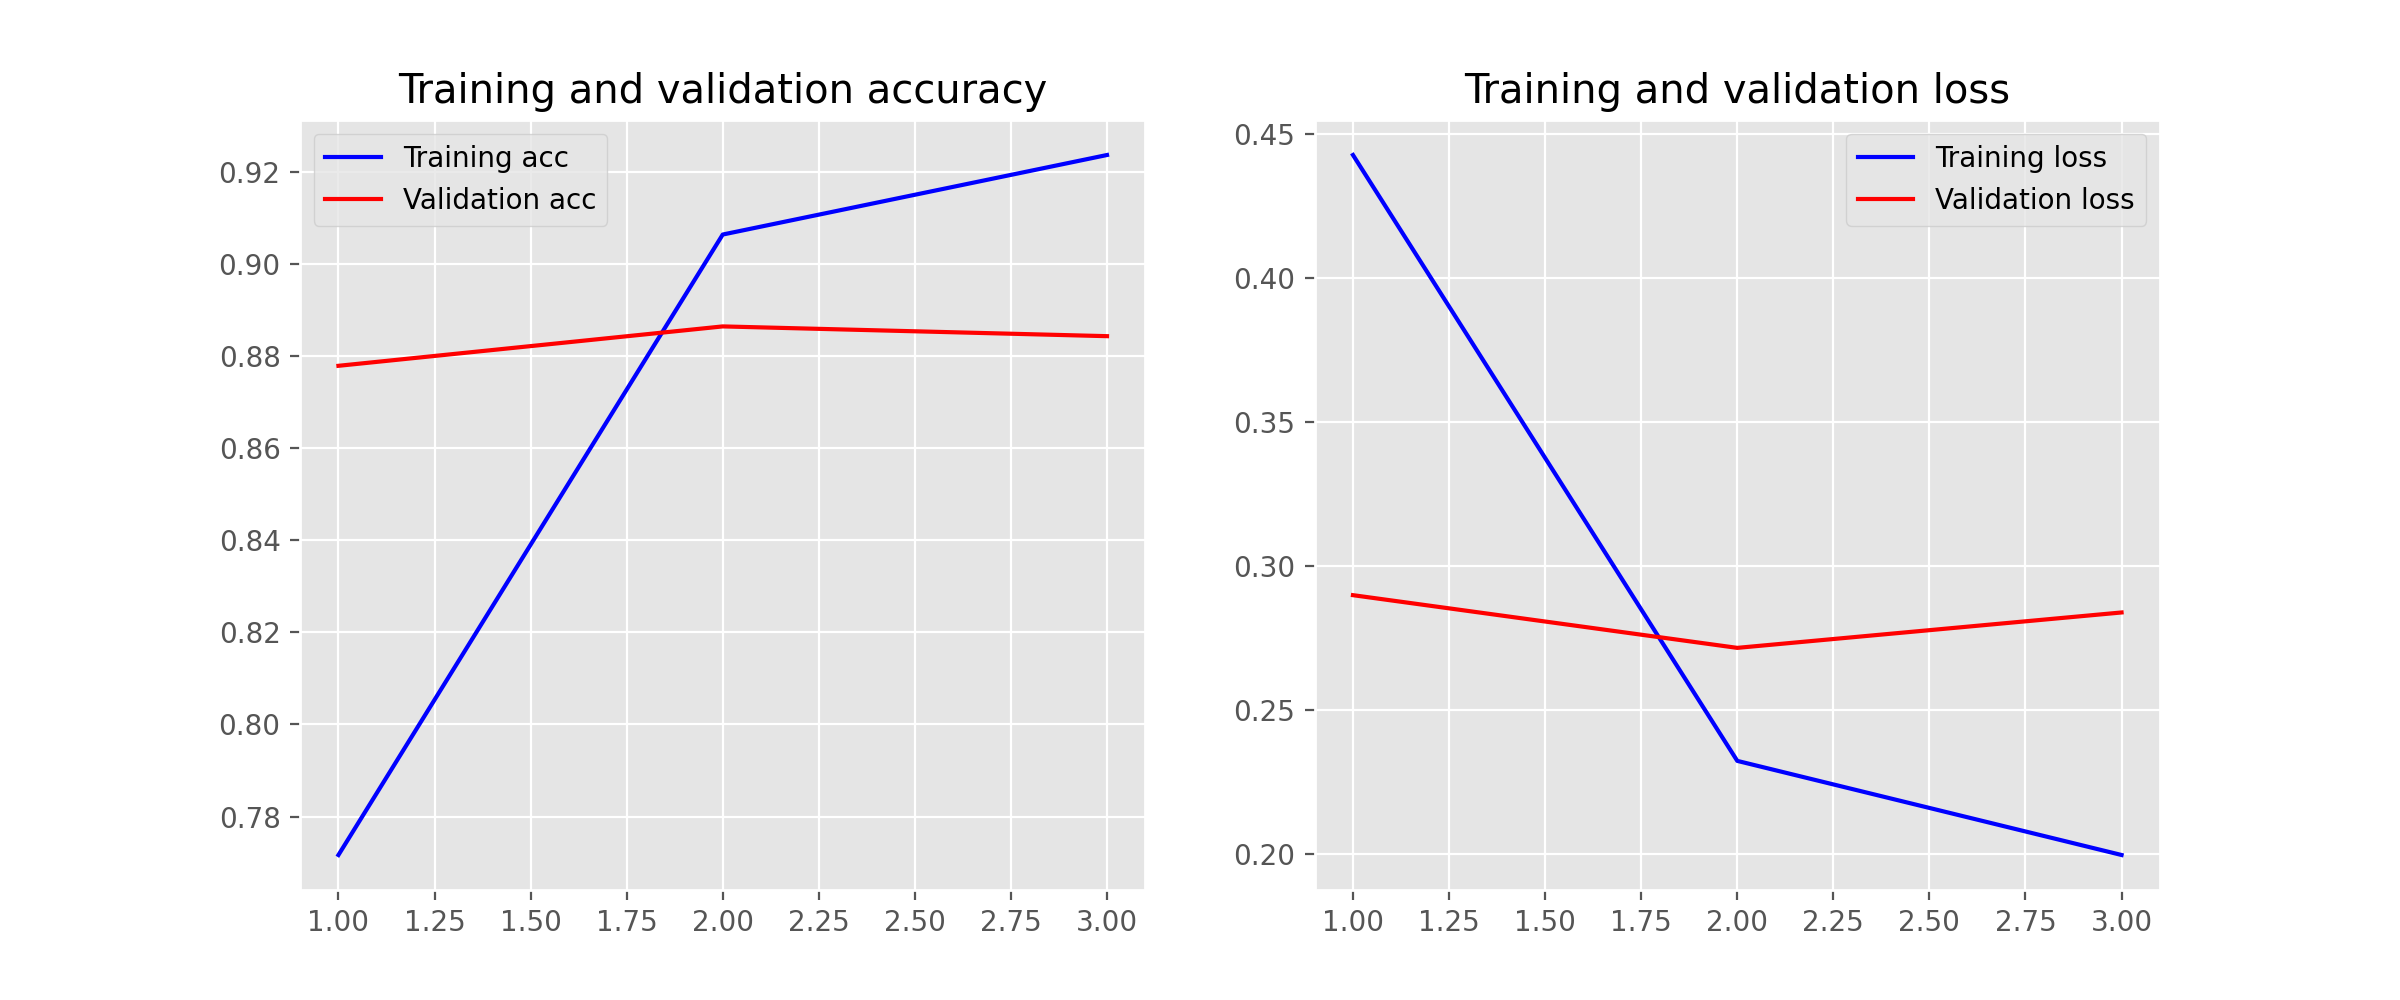 Training and validation accuracy
Training acc
Validation acc
0.92
0.90
0.88
0.86
0.84
0.82
0.80
0.78
1.00 1.25 1.50 1.75 2.00 2.25 2.50 2.75 3.00
Training and validation loss
Training loss
Validation loss
0.45
0.40
0.35
0.30
0.25
0.20
1.00 1.25 1.50 1.75 2.00 2.25 2.50 2.75 3.00